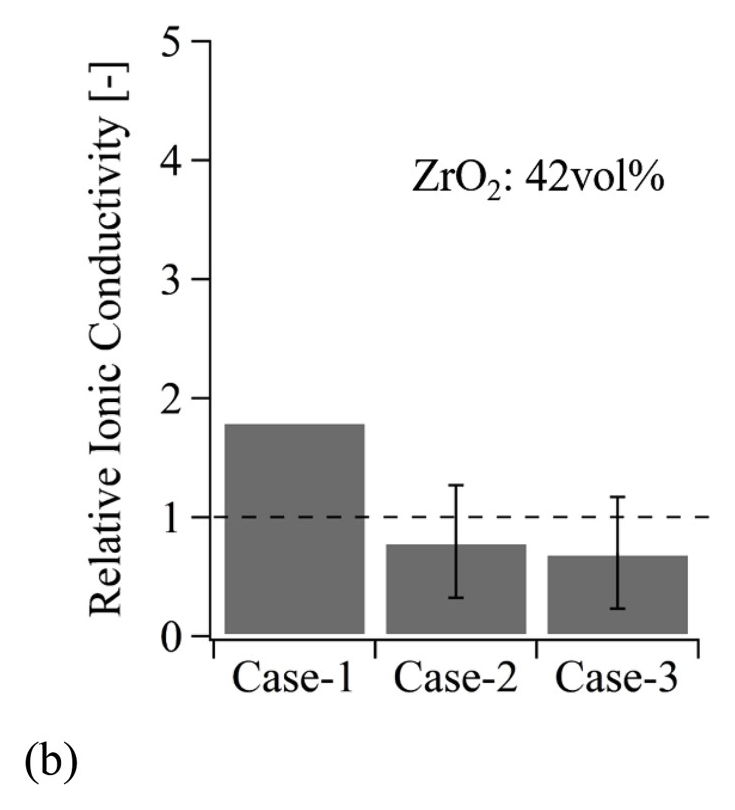 Relative Ionic Conductivity [-]
5
4
3
2
1
0
ZrO₂: 42vol%
Case-1 Case-2 Case-3
(b)